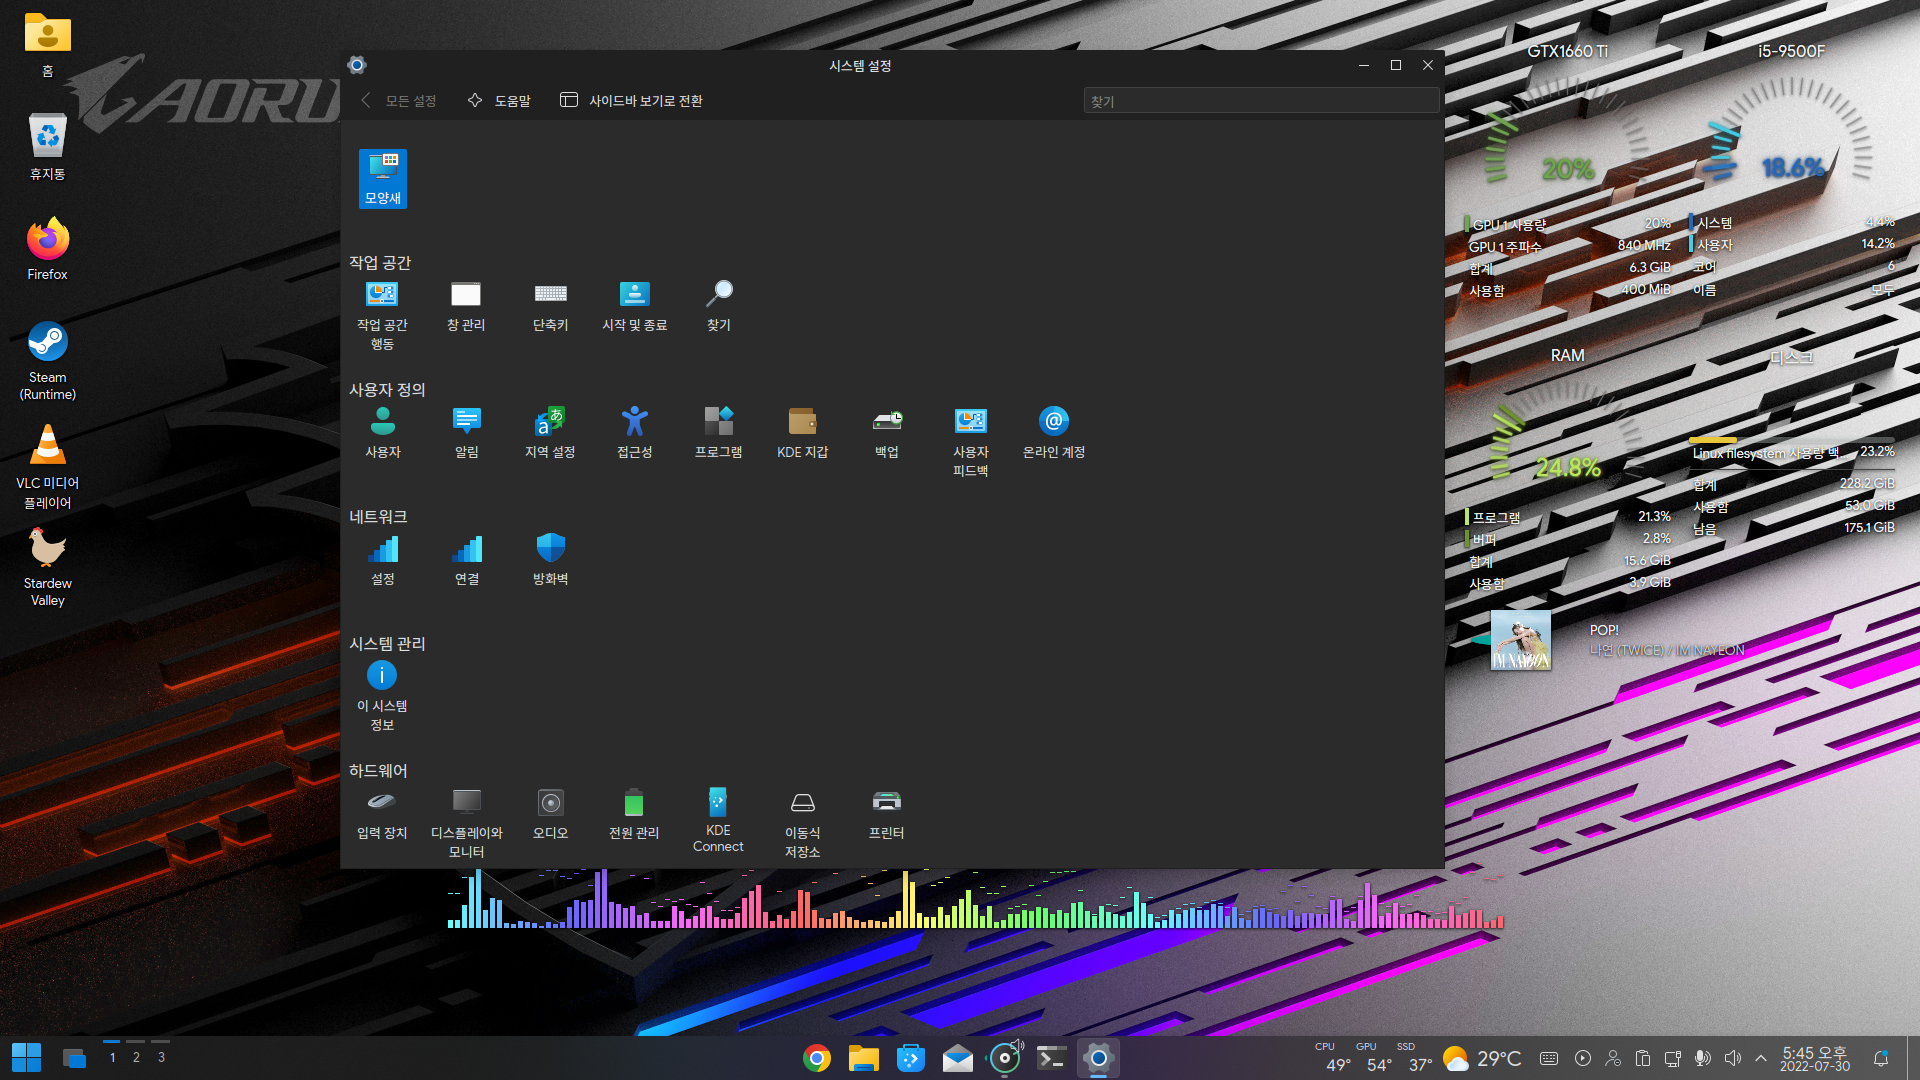 홈
휴지통
Firefox
Steam
(Runtime)
VLC 미디어
플레이어
Stardew
Valley
시스템 설정
모든 설정
도움말
사이드바 보기로 전환
찾기
모양새
작업 공간
작업 공간
행동
창 관리
단축키
시작 및 종료
찾기
사용자 정의
사용자
알림
지역 설정
접근성
프로그램
KDE 지갑
백업
사용자
피드백
온라인 계정
네트워크
설정
연결
방화벽
시스템 관리
이 시스템
정보
하드웨어
입력 장치
디스플레이와
모니터
오디오
전원 관리
KDE
Connect
이동식
저장소
프린터
GTX1660 Ti
20%
GPU 1 사용량 20%
GPU 1 주파수 840 MHz
합계 6.3 GiB
사용함 400 MiB
i5-9500F
18.6%
시스템 4.4%
사용자 14.2%
코어 6
이름 모두
RAM
24.8%
프로그램 21.3%
버퍼 2.8%
합계 15.6 GiB
사용함 3.9 GiB
디스크
Linux filesystem 사용량 백... 23.2%
합계 228.2 GiB
사용함 53.0 GiB
남음 175.1 GiB
IM NAYEON
POP!
나연 (TWICE) / IM NAYEON
1 2 3
CPU GPU SSD
49° 54° 37°
29°C
5:45 오후
2022-07-30